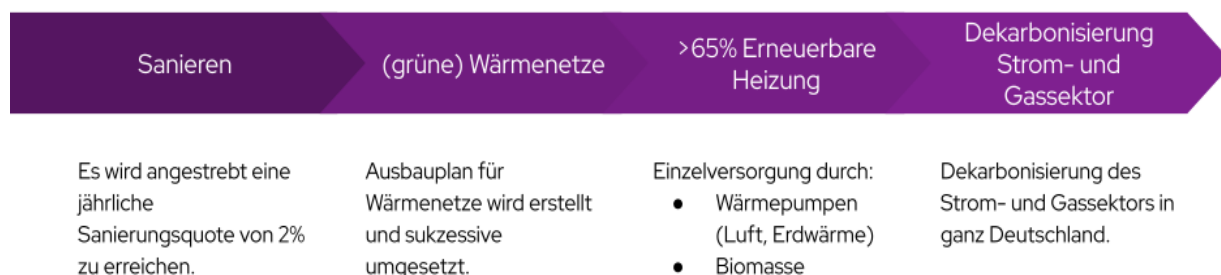 Sanieren
(grüne) Wärmenetze
>65% Erneuerbare
Heizung
Dekarbonisierung
Strom- und
Gassektor
Es wird angestrebt eine
jährliche
Sanierungsquote von 2%
zu erreichen.
Ausbauplan für
Wärmenetze wird erstellt
und sukzessive
umgesetzt.
Einzelversorgung durch:
● Wärmepumpen
(Luft, Erdwärme)
● Biomasse
Dekarbonisierung des
Strom- und Gassektors in
ganz Deutschland.